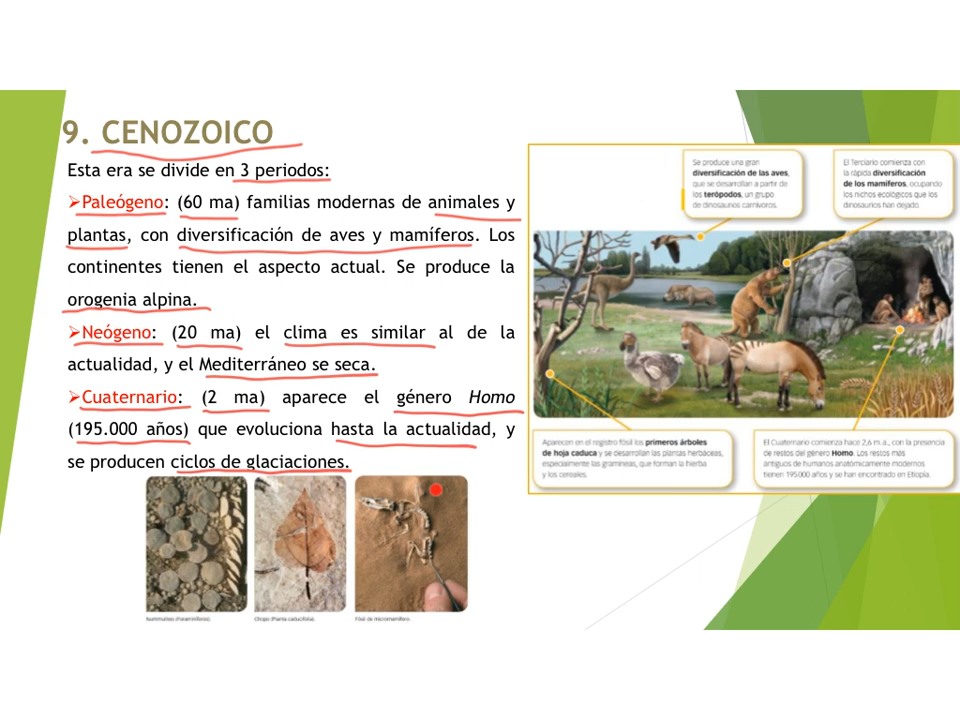 9. CENOZOICO
Esta era se divide en 3 periodos:
➢Paleógeno: (60 ma) familias modernas de animales y
plantas, con diversificación de aves y mamíferos. Los
continentes tienen el aspecto actual. Se produce la
orogenia alpina.
➢Neógeno: (20 ma) el clima es similar al de la
actualidad, y el Mediterráneo se seca.
➢Cuaternario: (2 ma) aparece el género Homo
(195.000 años) que evoluciona hasta la actualidad, y
se producen ciclos de glaciaciones.
Nummulites (Foraminíferos).
Chopo (Planta caducifolia).
Fósil de micromamífero.
Se produce una gran
diversificación de las aves,
que se desarrollan a partir de
los terópodos, un grupo
de dinosaurios carnívoros.
El Terciario comienza con
la rápida diversificación
de los mamíferos, ocupando
los nichos ecológicos que los
dinosaurios han dejado.
Aparecen en el registro fósil los primeros árboles
de hoja caduca y se desarrollan las plantas herbáceas,
especialmente las gramíneas, que forman la hierba
y los cereales.
El Cuaternario comienza hace 2,6 m.a., con la presencia
de restos del género Homo. Los restos más
antiguos de humanos anatómicamente modernos
tienen 195000 años y se han encontrado en Etiopía.